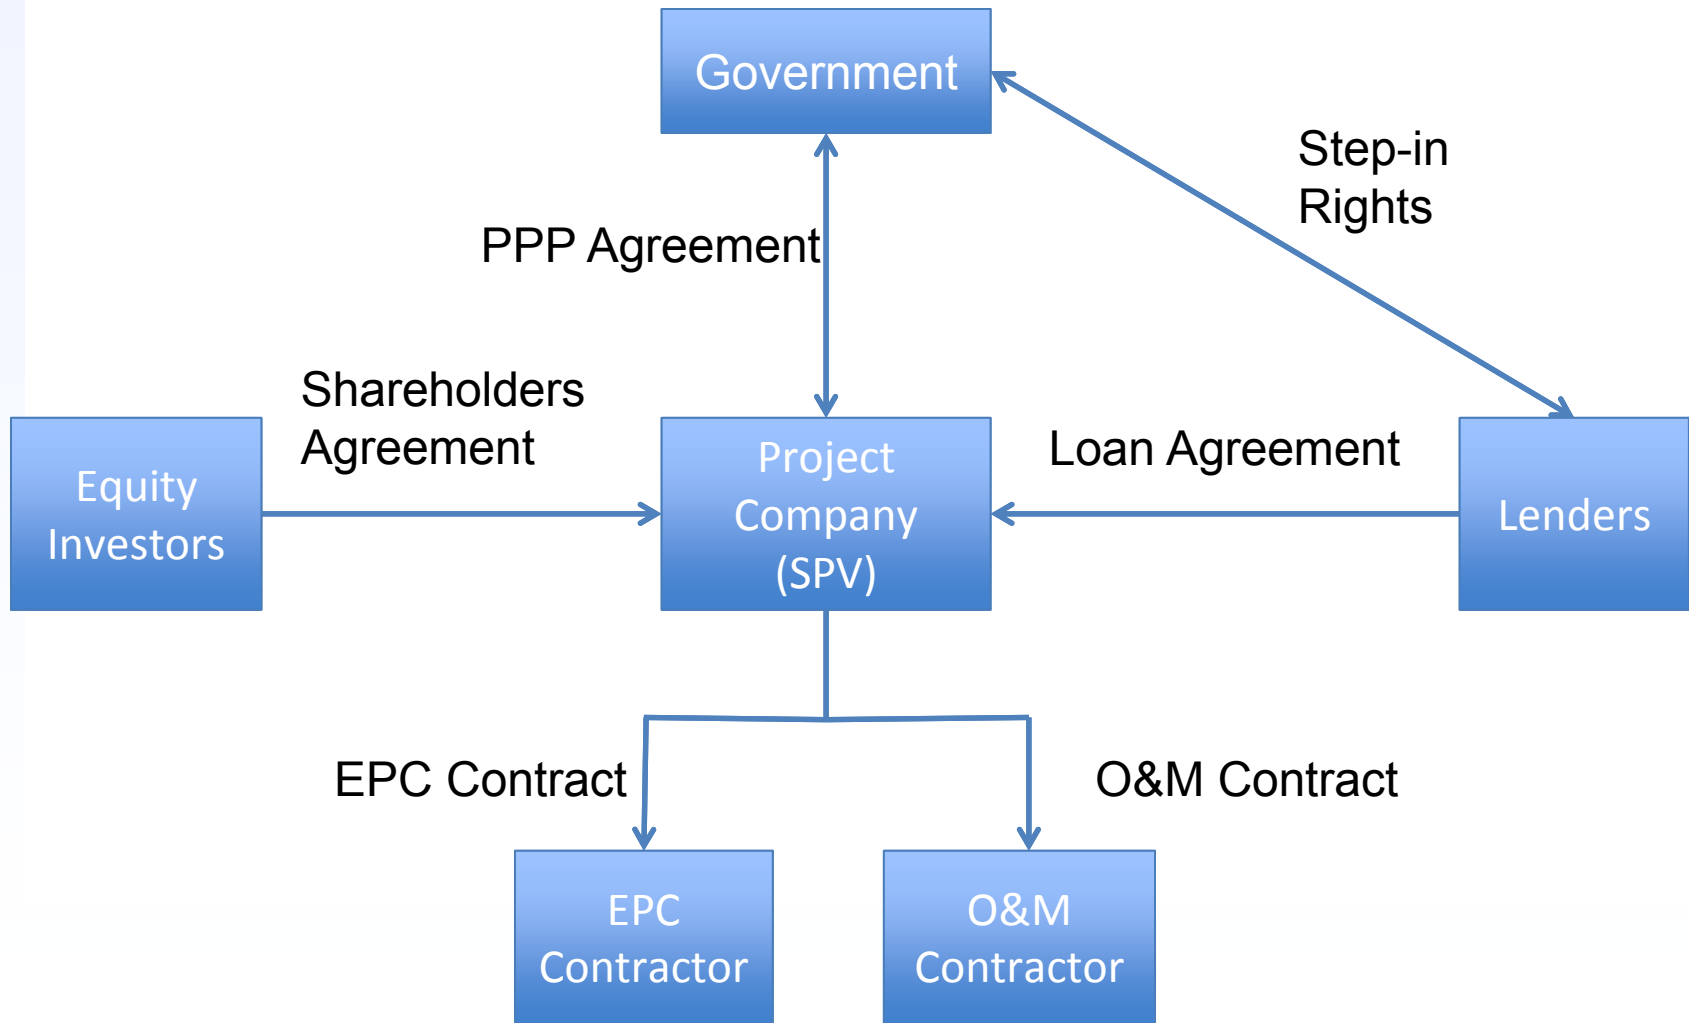 Government
Step-in
Rights
PPP Agreement
Shareholders
Agreement
Equity
Investors
Project
Company
(SPV)
Loan Agreement
Lenders
EPC Contract
O&M Contract
EPC
Contractor
O&M
Contractor